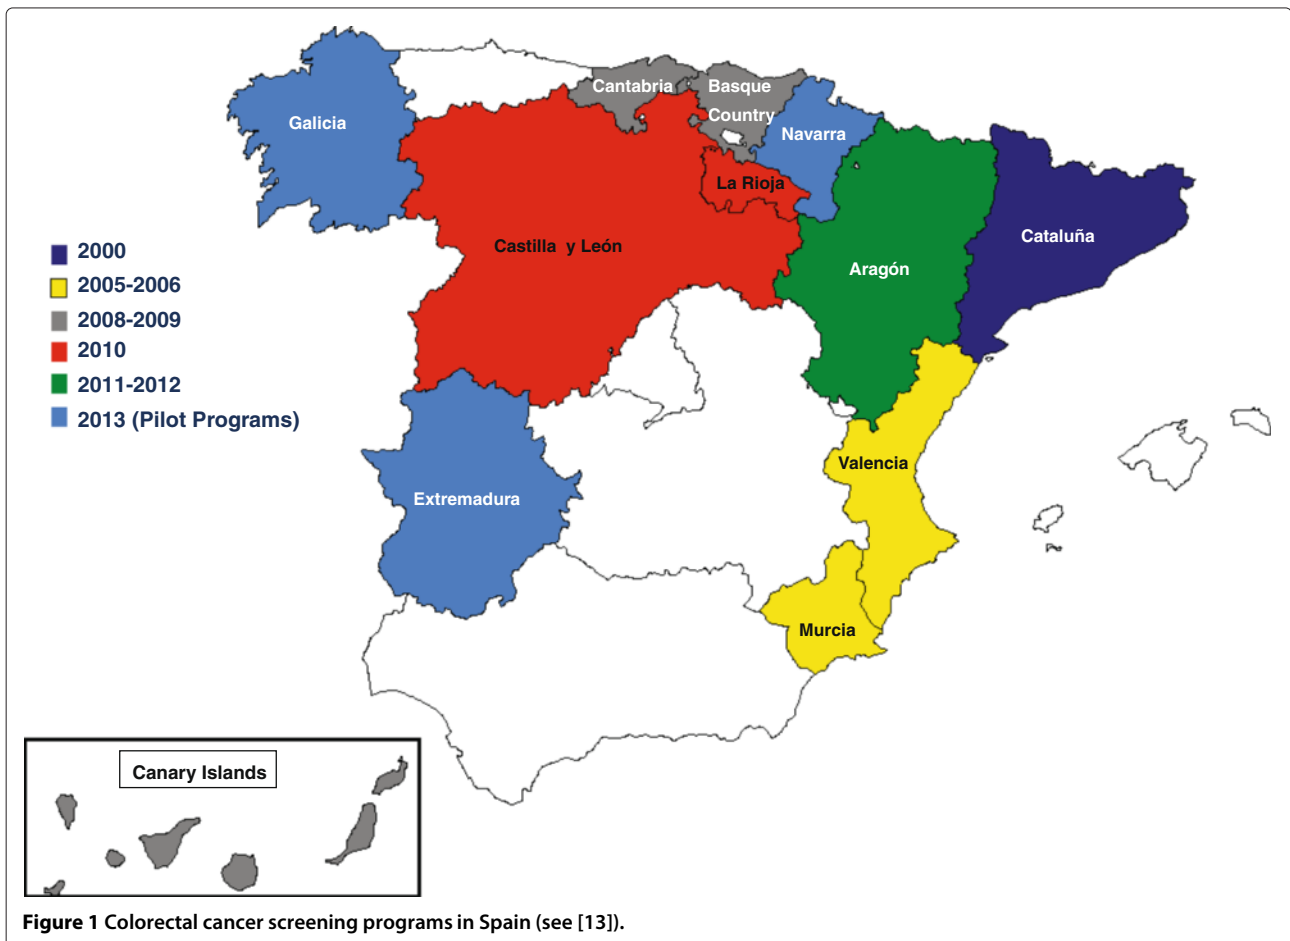 Cantabria
Basque
Country
Galicia
Navarra
La Rioja
Castilla y León
Cataluña
Aragón
2000
2005-2006
2008-2009
2010
2011-2012
2013 (Pilot Programs)
Valencia
Extremadura
Murcia
Canary Islands
Figure 1 Colorectal cancer screening programs in Spain (see [13]).